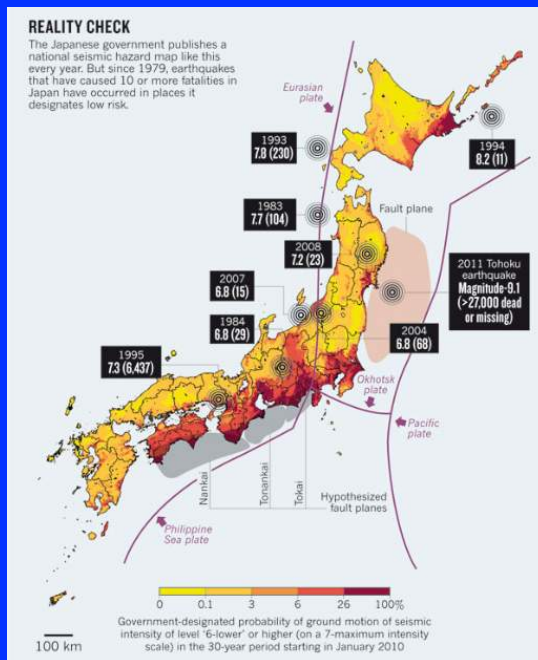 REALITY CHECK
The Japanese government publishes a
national seismic hazard map like this
every year. But since 1979, earthquakes
that have caused 10 or more fatalities in
Japan have occurred in places it
designates low risk.
Eurasian
plate
1993
7.8 (230)
1994
8.2 (11)
1983
7.7 (104)
Fault plane
2008
7.2 (23)
2011 Tohoku
earthquake
Magnitude-9.1
(>27,000 dead
or missing)
2007
6.8 (15)
1984
6.8 (29)
2004
6.8 (68)
1995
7.3 (6,437)
Okhotsk
plate
Pacific
plate
Nankai
Tonankai
Tokai
Hypothesized
fault planes
Philippine
Sea plate
0 0.1 3 6 26 100%
Government-designated probability of ground motion of seismic
intensity of level ‘6-lower’ or higher (on a 7-maximum intensity
scale) in the 30-year period starting in January 2010
100 km